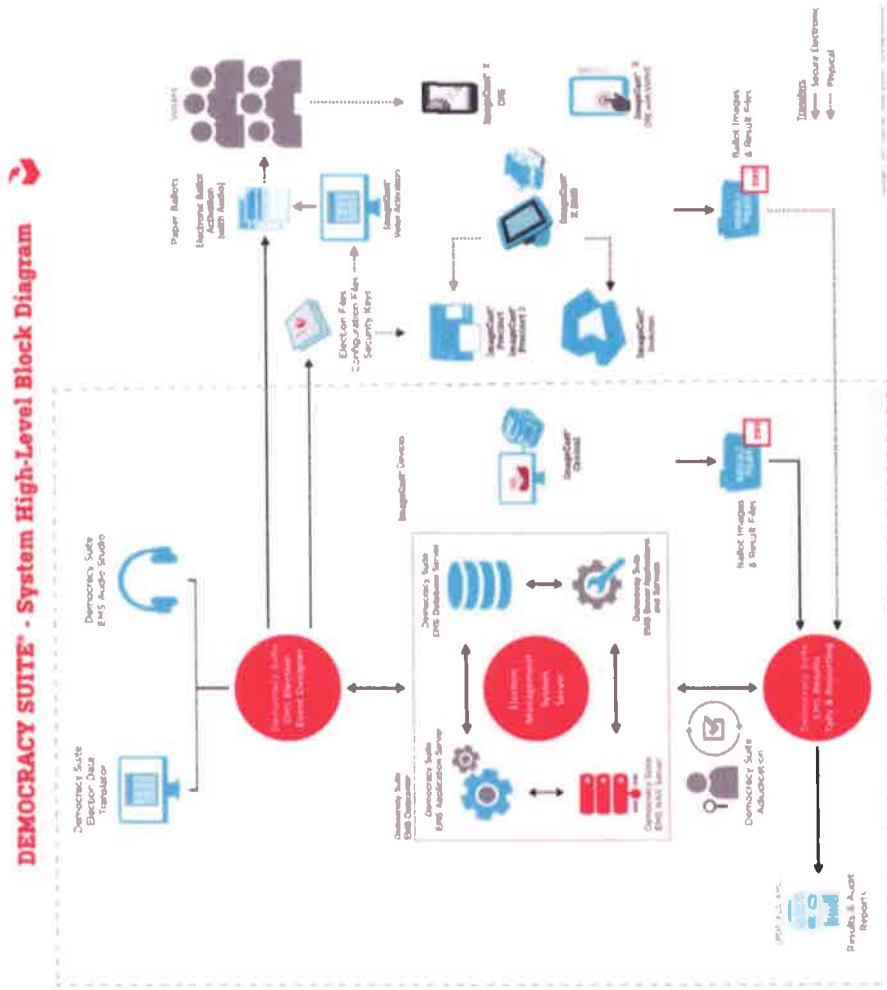 DEMOCRACY SUITE® - System High-Level Block Diagram
Democracy Suite
Election Data
Translator
Democracy Suite
EMS Audio Studio
Democracy Suite
EMS Election
Event Designer
Paper Ballots
Electronic Ballot
Activation
(with Audio)
Voters
Election Files
Configuration Files
Security Keys
ImageCast®
Voter Activation
ImageCast® X
DRE
Democracy Suite
EMS Datacenter
Democracy Suite
EMS Application Server
Democracy Suite
EMS Database Server
Election
Management
System
Server
Democracy Suite
EMS NAS Server
Democracy Suite
EMS Server Applications
and Services
ImageCast® Devices
ImageCast®
Central
ImageCast®
Precinct
ImageCast®
Precinct 2
ImageCast®
Evolution
ImageCast®
X BMD
ImageCast® X
DRE with VVPAT
Democracy Suite
Adjudication
Democracy Suite
EMS Results
Tally & Reporting
Ballot Images
& Result Files
Ballot Images
& Result Files
Results & Audit
Reports
Transfers
Secure Electronic
Physical